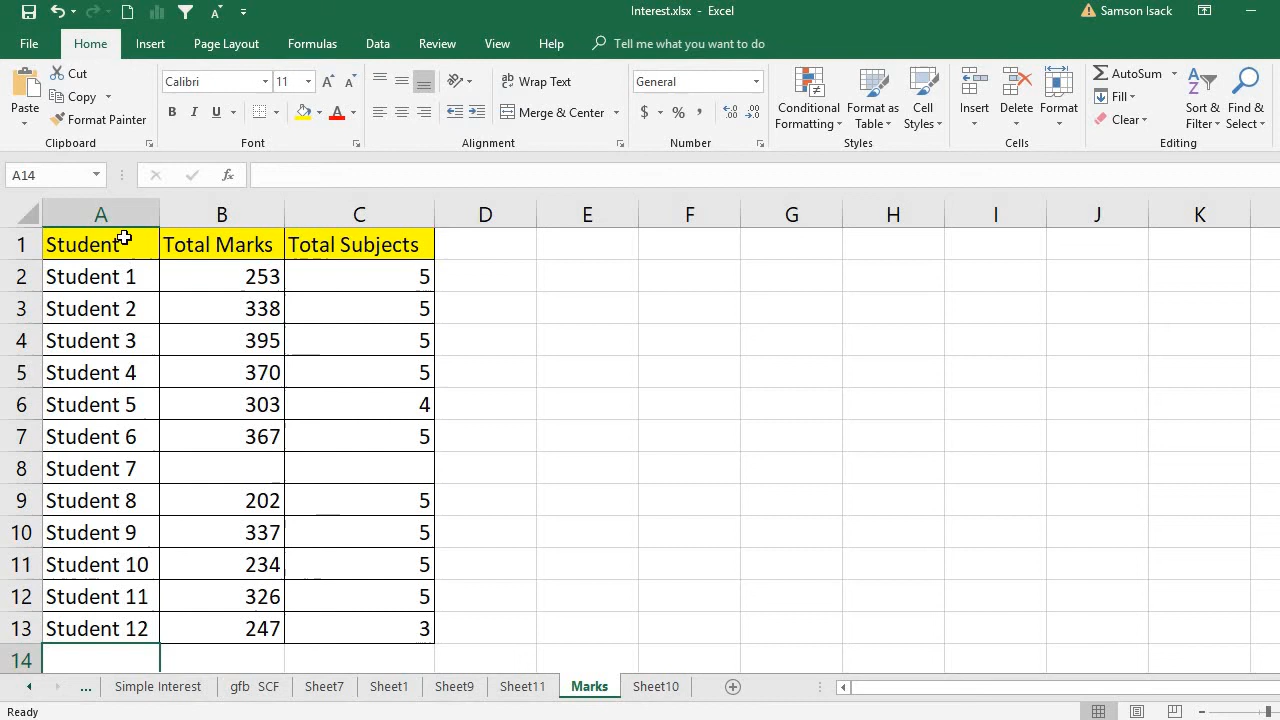 Interest.xlsx - Excel
Samson Isack
File Home Insert Page Layout Formulas Data Review View Help Tell me what you want to do
Paste
Cut
Copy
Format Painter
Clipboard
Calibri 11
B I U A
Font
ab Wrap Text
Merge & Center
Alignment
General
$ %
Number
Conditional Formatting
Format as Table
Cell Styles
Styles
Insert Delete Format
Cells
AutoSum
Fill
Clear
Sort & Filter
Find & Select
Editing
A14 fx
A B C D E F G H I J K
1 Student Total Marks Total Subjects
2 Student 1 253 5
3 Student 2 338 5
4 Student 3 395 5
5 Student 4 370 5
6 Student 5 303 4
7 Student 6 367 5
8 Student 7
9 Student 8 202 5
10 Student 9 337 5
11 Student 10 234 5
12 Student 11 326 5
13 Student 12 247 3
14
... Simple Interest gfb SCF Sheet7 Sheet1 Sheet9 Sheet11 Marks Sheet10
Ready